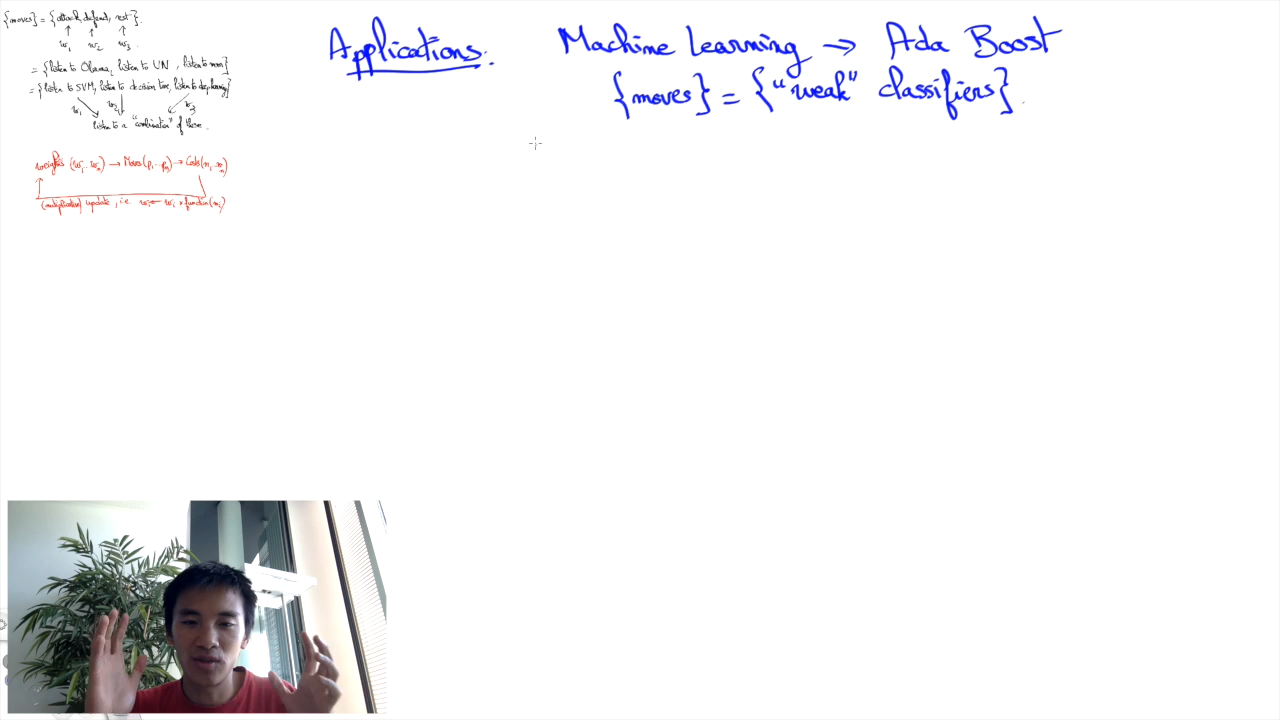 {moves} = {attack, defend, rest}.
w₁ w₂ w₃
= {listen to Obama, listen to UN, listen to mom}
= {listen to SVM, listen to decision tree, listen to deep learning}
w₁ w₂ w₃
listen to a "combination" of these.
weights (w₁...wₙ) → Moves (p₁...pₙ) → Costs (m₁...mₙ)
(multiplicative) update, i.e. wᵢ ← wᵢ × function(mᵢ)
Applications. Machine Learning → Ada Boost
{moves} = {"weak" classifiers}.